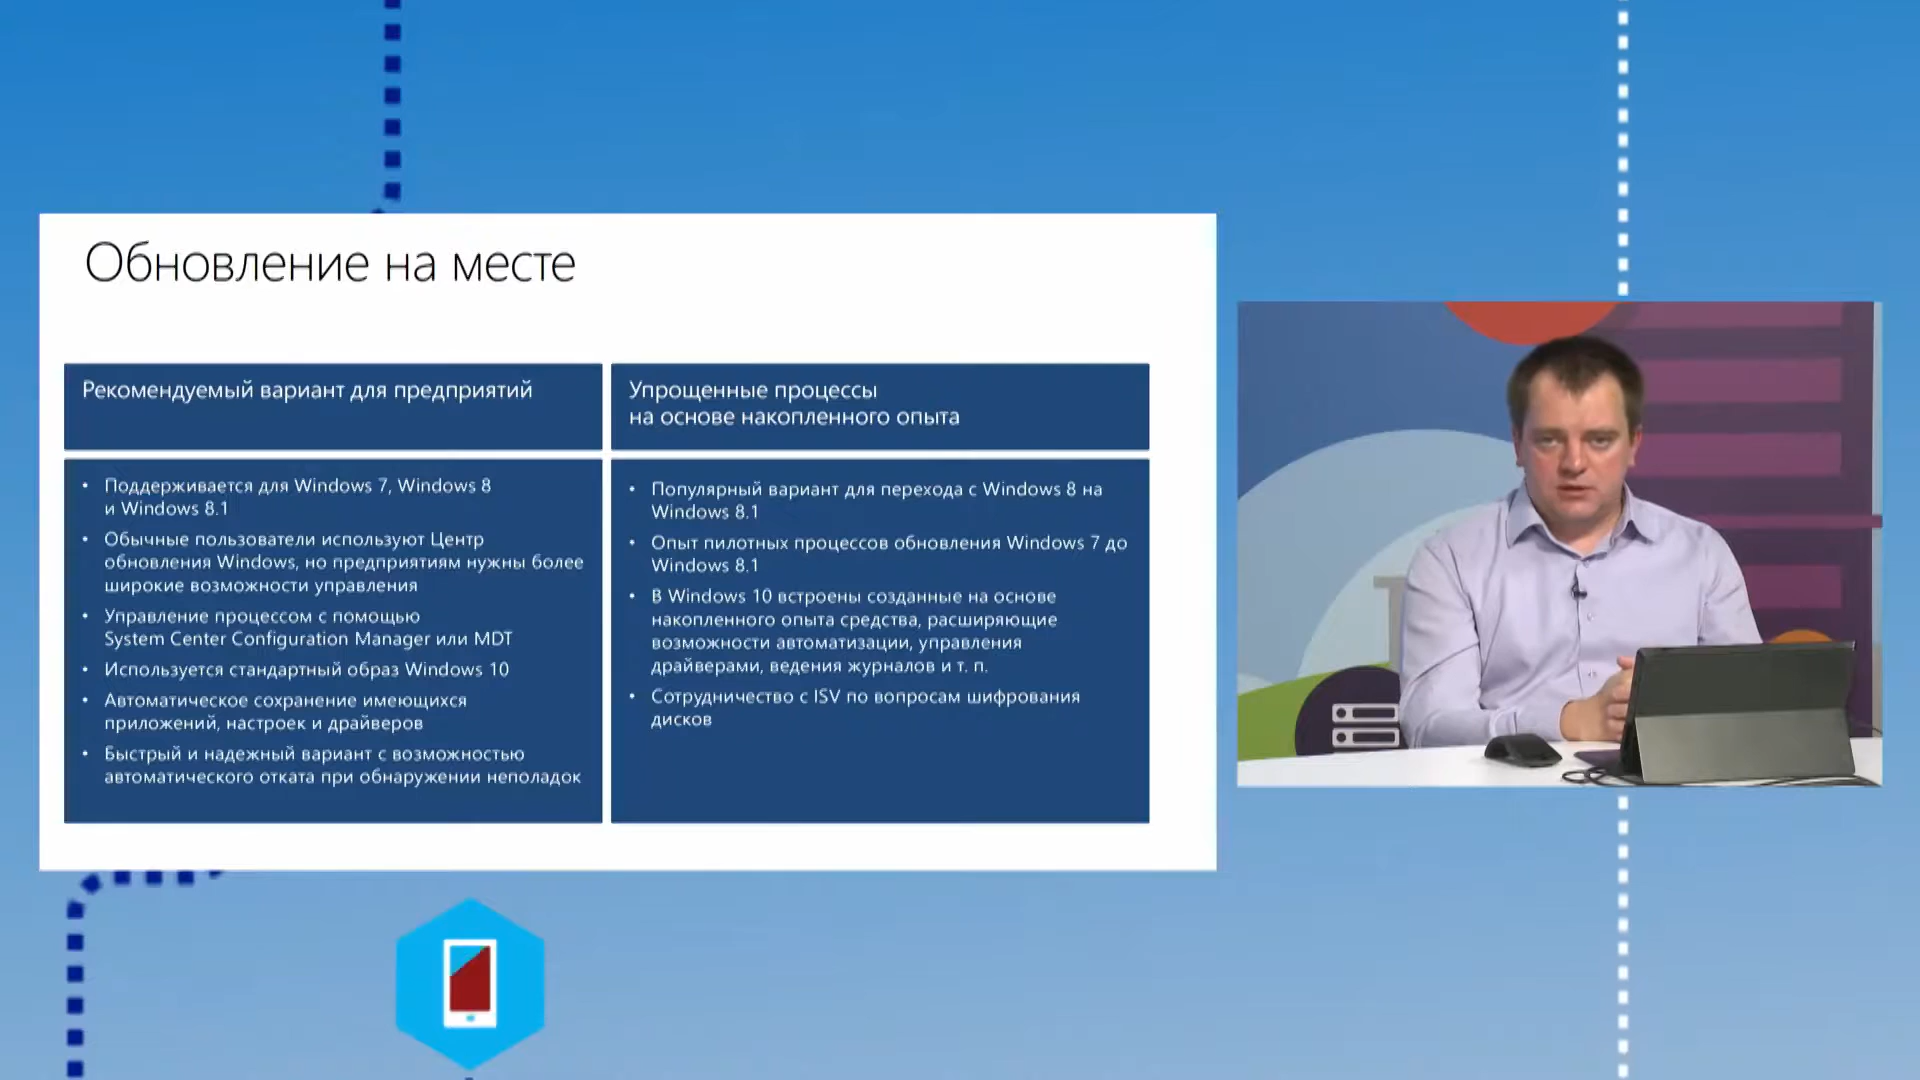 Обновление на месте
Рекомендуемый вариант для предприятий
• Поддерживается для Windows 7, Windows 8
и Windows 8.1
• Обычные пользователи используют Центр
обновления Windows, но предприятиям нужны более
широкие возможности управления
• Управление процессом с помощью
System Center Configuration Manager или MDT
• Используется стандартный образ Windows 10
• Автоматическое сохранение имеющихся
приложений, настроек и драйверов
• Быстрый и надежный вариант с возможностью
автоматического отката при обнаружении неполадок
Упрощенные процессы
на основе накопленного опыта
• Популярный вариант для перехода с Windows 8 на
Windows 8.1
• Опыт пилотных процессов обновления Windows 7 до
Windows 8.1
• В Windows 10 встроены созданные на основе
накопленного опыта средства, расширяющие
возможности автоматизации, управления
драйверами, ведения журналов и т. п.
• Сотрудничество с ISV по вопросам шифрования
дисков